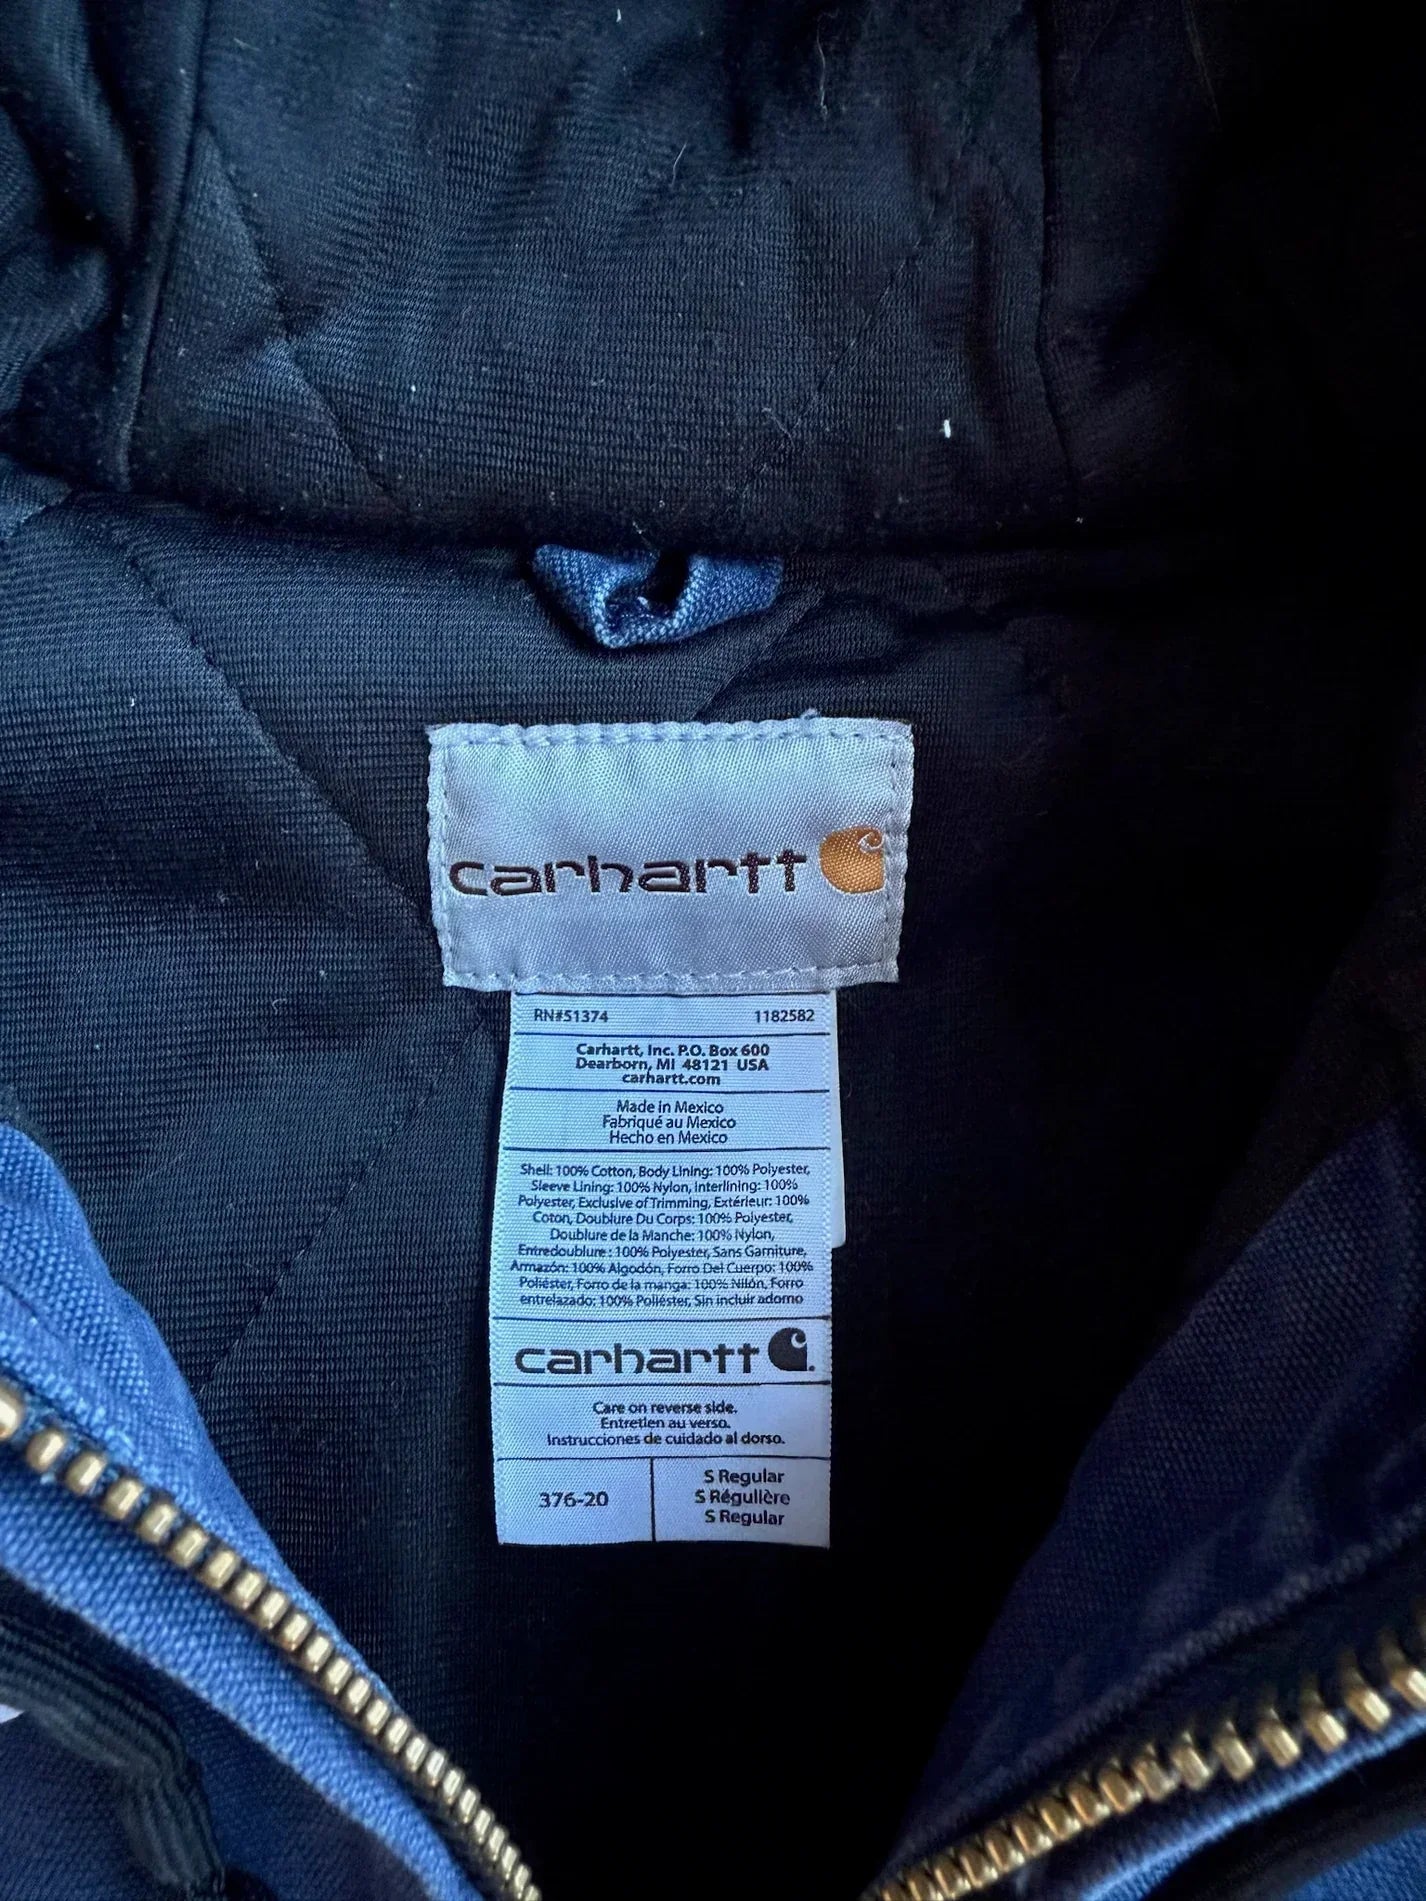 carhartt
RN#51374 1182582
Carhartt, Inc. P.O. Box 600
Dearborn, MI 48121 USA
carhartt.com
Made in Mexico
Fabriqué au Mexico
Hecho en Mexico
Shell: 100% Cotton, Body Lining: 100% Polyester,
Sleeve Lining: 100% Nylon, Interlining: 100%
Polyester, Exclusive of Trimming, Extérieur: 100%
Coton, Doublure Du Corps: 100% Polyester,
Doublure de la Manche: 100% Nylon,
Entredoublure : 100% Polyester, Sans Garniture,
Armazón: 100% Algodón, Forro Del Cuerpo: 100%
Poliéster, Forro de la manga: 100% Nilón, Forro
entrelazado: 100% Poliéster, Sin incluir adorno
carhartt
Care on reverse side.
Entretien au verso.
Instrucciones de cuidado al dorso.
376-20
S Regular
S Régulière
S Regular